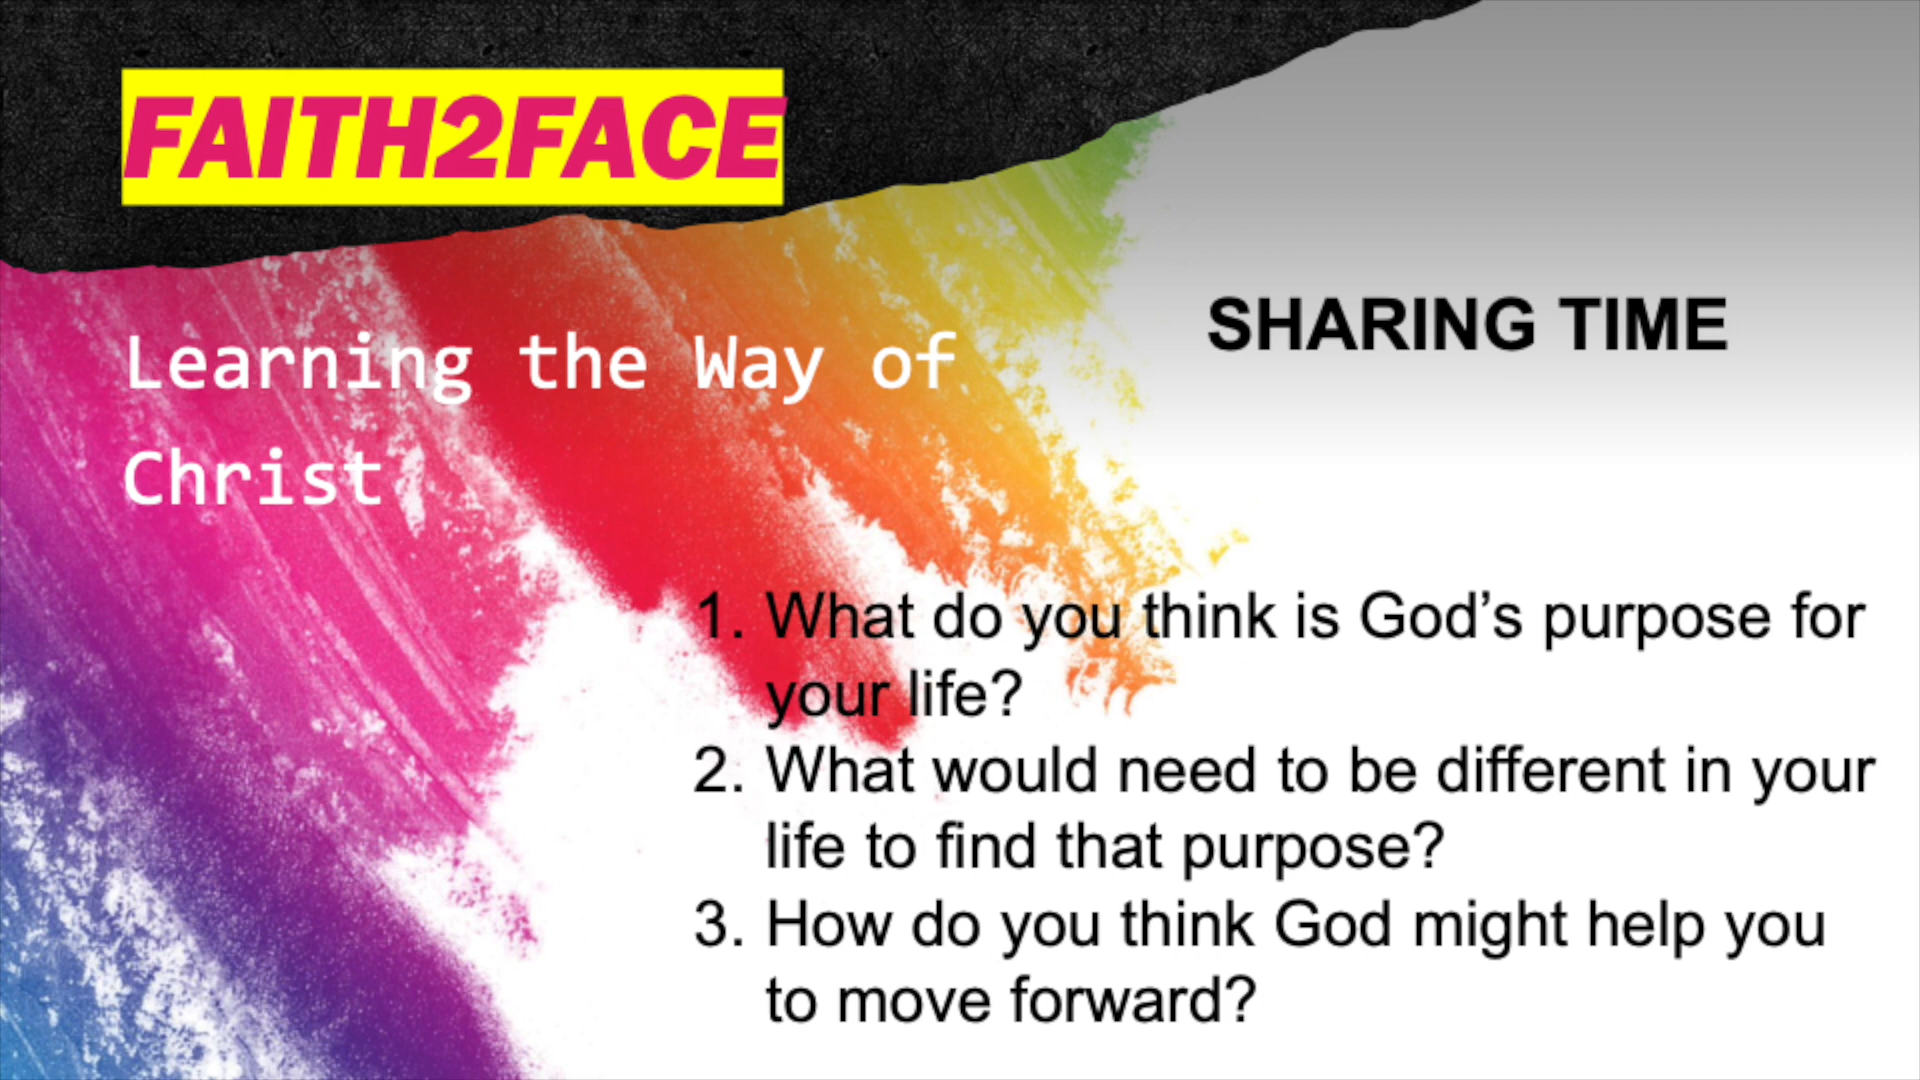 FAITH2FACE
Learning the Way of
Christ
SHARING TIME
1. What do you think is God’s purpose for
your life?
2. What would need to be different in your
life to find that purpose?
3. How do you think God might help you
to move forward?